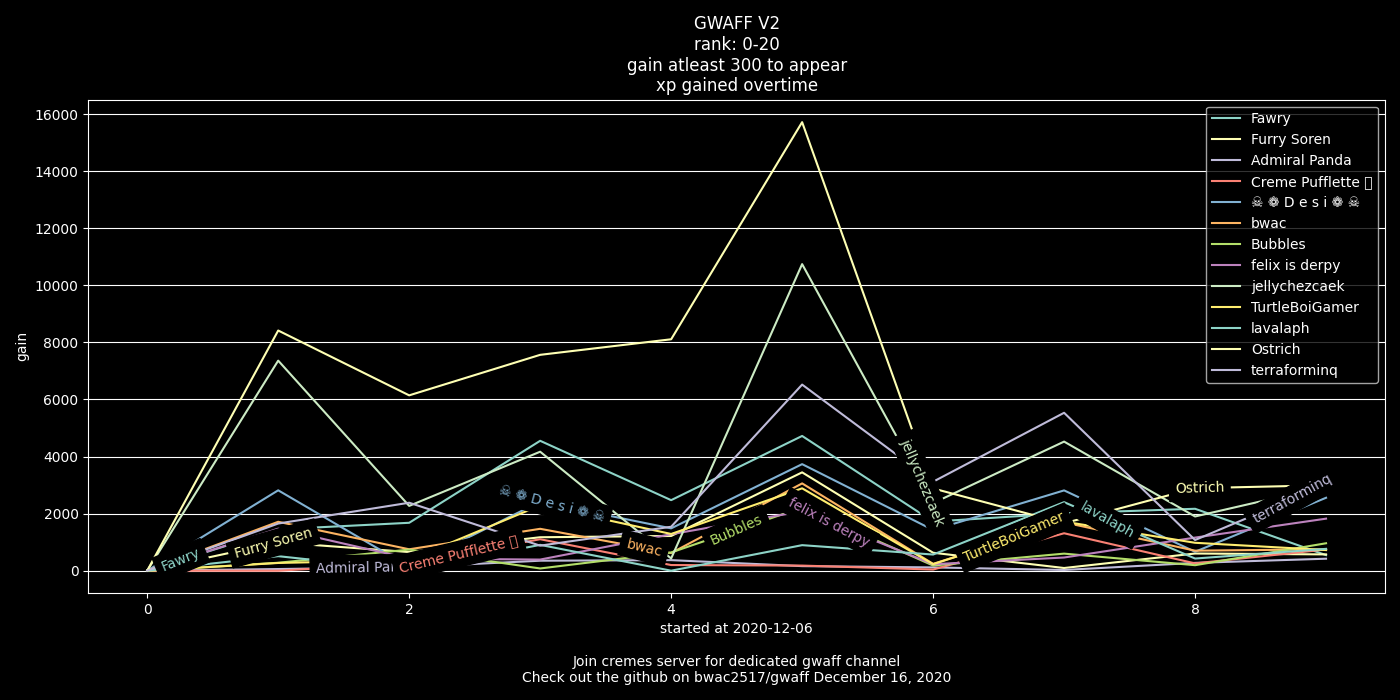 GWAFF V2
rank: 0-20
gain atleast 300 to appear
xp gained overtime
16000
14000
12000
10000
8000
6000
4000
2000
0
gain
Fawry
Furry Soren
Admiral Panda
Creme Pufflette
☠ ❁ D e s i ❁ ☠
bwac
Bubbles
felix is derpy
jellychezcaek
TurtleBoiGamer
lavalaph
Ostrich
terraforminq
Fawry
Furry Soren
Admiral Pa
Creme Pufflette
☠ ❁ D e s i ❁ ☠
bwac
Bubbles
felix is derpy
jellychezcaek
TurtleBoiGamer
lavalaph
Ostrich
terraforminq
0
2
4
6
8
started at 2020-12-06
Join cremes server for dedicated gwaff channel
Check out the github on bwac2517/gwaff December 16, 2020